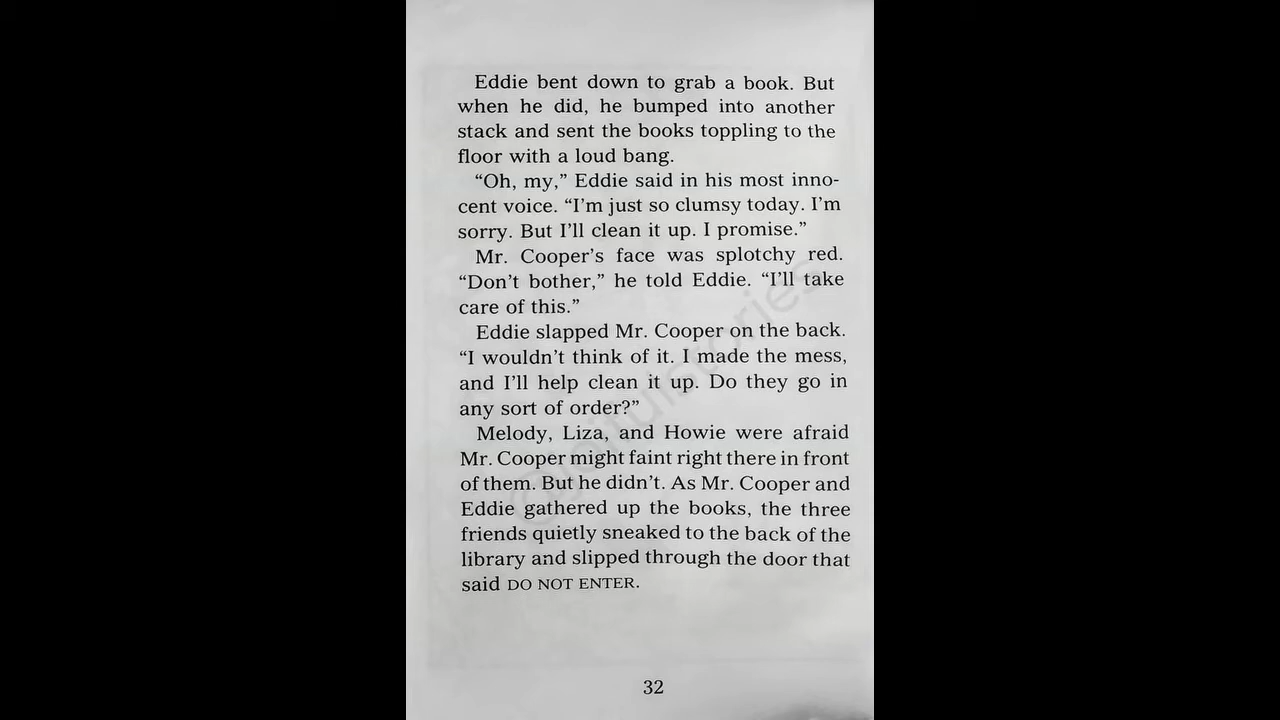 Eddie bent down to grab a book. But
when he did, he bumped into another
stack and sent the books toppling to the
floor with a loud bang.
“Oh, my,” Eddie said in his most inno-
cent voice. “I'm just so clumsy today. I'm
sorry. But I'll clean it up. I promise.”
Mr. Cooper's face was splotchy red.
“Don't bother,” he told Eddie. “I'll take
care of this.”
Eddie slapped Mr. Cooper on the back.
“I wouldn't think of it. I made the mess,
and I'll help clean it up. Do they go in
any sort of order?”
Melody, Liza, and Howie were afraid
Mr. Cooper might faint right there in front
of them. But he didn't. As Mr. Cooper and
Eddie gathered up the books, the three
friends quietly sneaked to the back of the
library and slipped through the door that
said DO NOT ENTER.
32